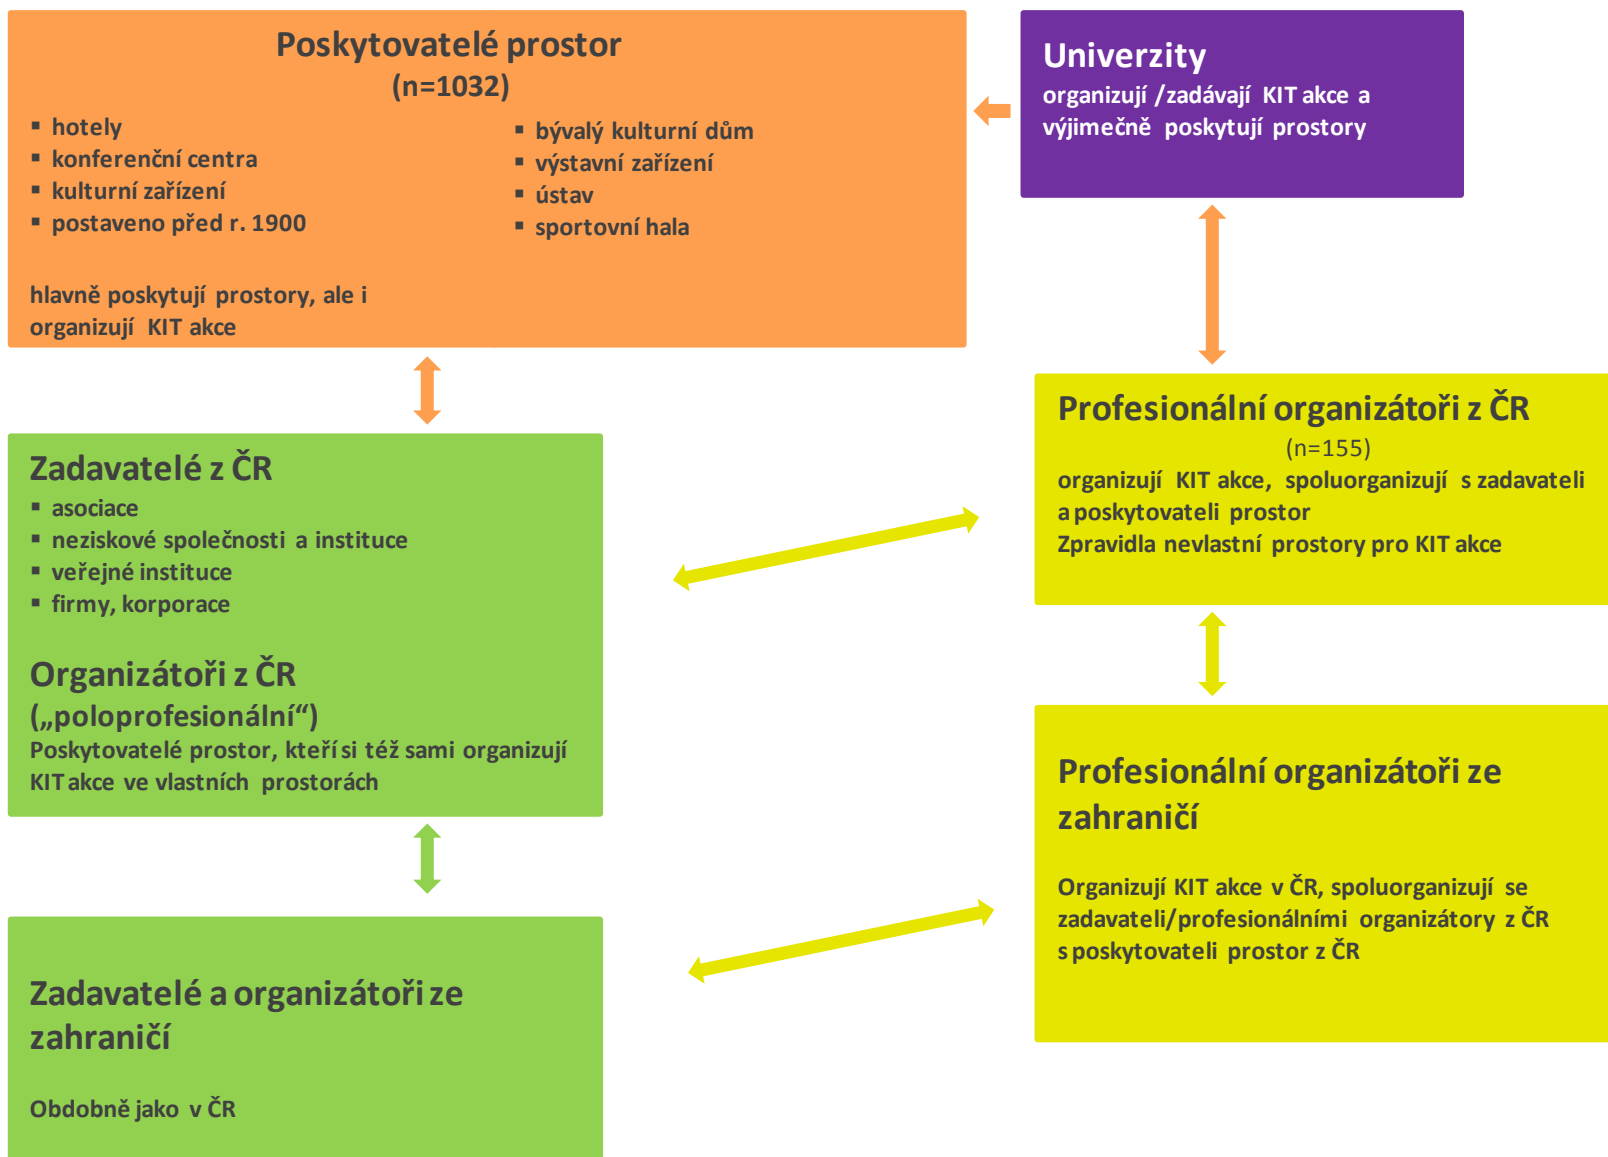 Poskytovatelé prostor
(n=1032)
▪ hotely
▪ konferenční centra
▪ kulturní zařízení
▪ postaveno před r. 1900
▪ bývalý kulturní dům
▪ výstavní zařízení
▪ ústav
▪ sportovní hala
hlavně poskytují prostory, ale i
organizují KIT akce
Univerzity
organizují /zadávají KIT akce a
výjimečně poskytují prostory
Zadavatelé z ČR
▪ asociace
▪ neziskové společnosti a instituce
▪ veřejné instituce
▪ firmy, korporace
Organizátoři z ČR
(„poloprofesionální“)
Poskytovatelé prostor, kteří si též sami organizují
KIT akce ve vlastních prostorách
Profesionální organizátoři z ČR
(n=155)
organizují KIT akce, spoluorganizují s zadavateli
a poskytovateli prostor
Zpravidla nevlastní prostory pro KIT akce
Profesionální organizátoři ze
zahraničí
Organizují KIT akce v ČR, spoluorganizují se
zadavateli/profesionálními organizátory z ČR
s poskytovateli prostor z ČR
Zadavatelé a organizátoři ze
zahraničí
Obdobně jako v ČR